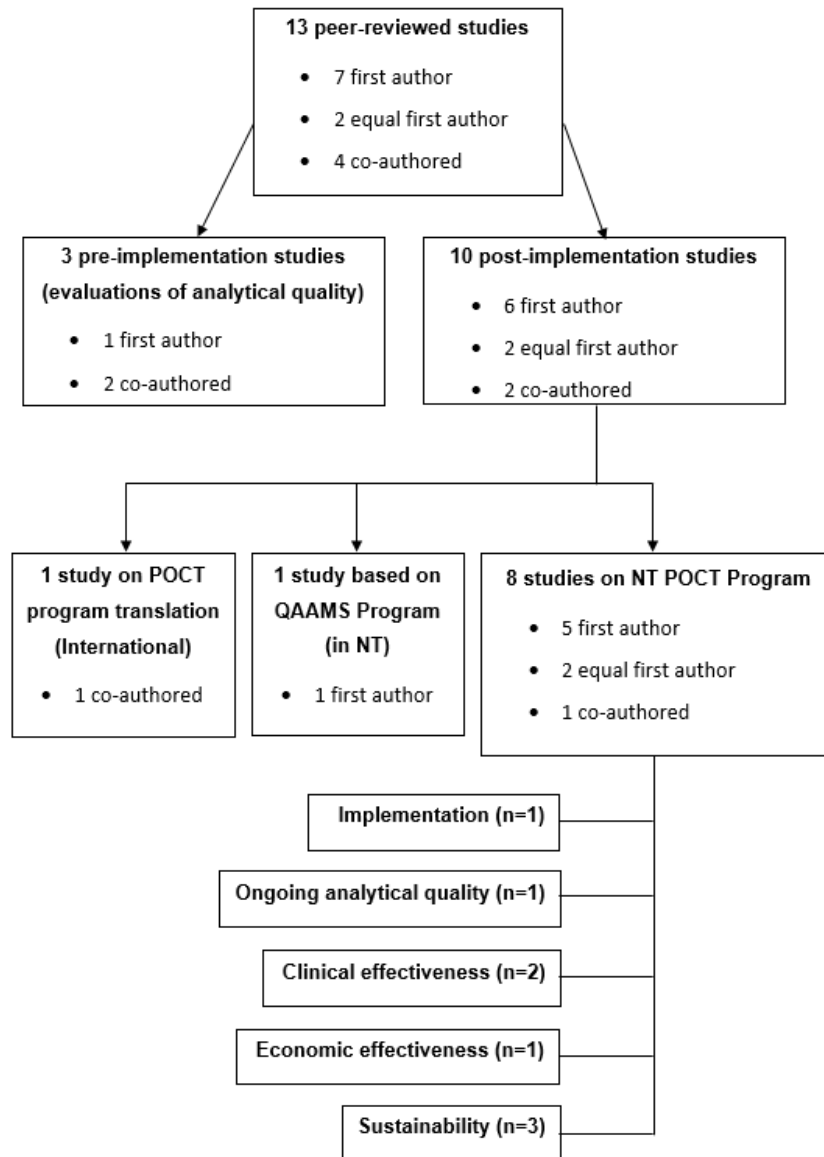 13 peer-reviewed studies
• 7 first author
• 2 equal first author
• 4 co-authored
3 pre-implementation studies
(evaluations of analytical quality)
• 1 first author
• 2 co-authored
10 post-implementation studies
• 6 first author
• 2 equal first author
• 2 co-authored
1 study on POCT
program translation
(International)
• 1 co-authored
1 study based on
QAAMS Program
(in NT)
• 1 first author
8 studies on NT POCT Program
• 5 first author
• 2 equal first author
• 1 co-authored
Implementation (n=1)
Ongoing analytical quality (n=1)
Clinical effectiveness (n=2)
Economic effectiveness (n=1)
Sustainability (n=3)